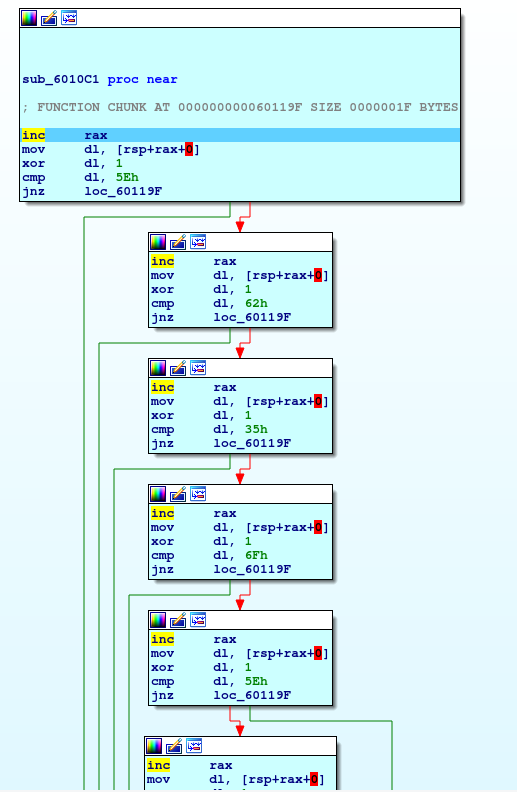 sub_6010C1 proc near
; FUNCTION CHUNK AT 000000000060119F SIZE 0000001F BYTES
inc rax
mov dl, [rsp+rax+0]
xor dl, 1
cmp dl, 5Eh
jnz loc_60119F
inc rax
mov dl, [rsp+rax+0]
xor dl, 1
cmp dl, 62h
jnz loc_60119F
inc rax
mov dl, [rsp+rax+0]
xor dl, 1
cmp dl, 35h
jnz loc_60119F
inc rax
mov dl, [rsp+rax+0]
xor dl, 1
cmp dl, 6Fh
jnz loc_60119F
inc rax
mov dl, [rsp+rax+0]
xor dl, 1
cmp dl, 5Eh
jnz loc_60119F
inc rax
mov dl, [rsp+rax+0]